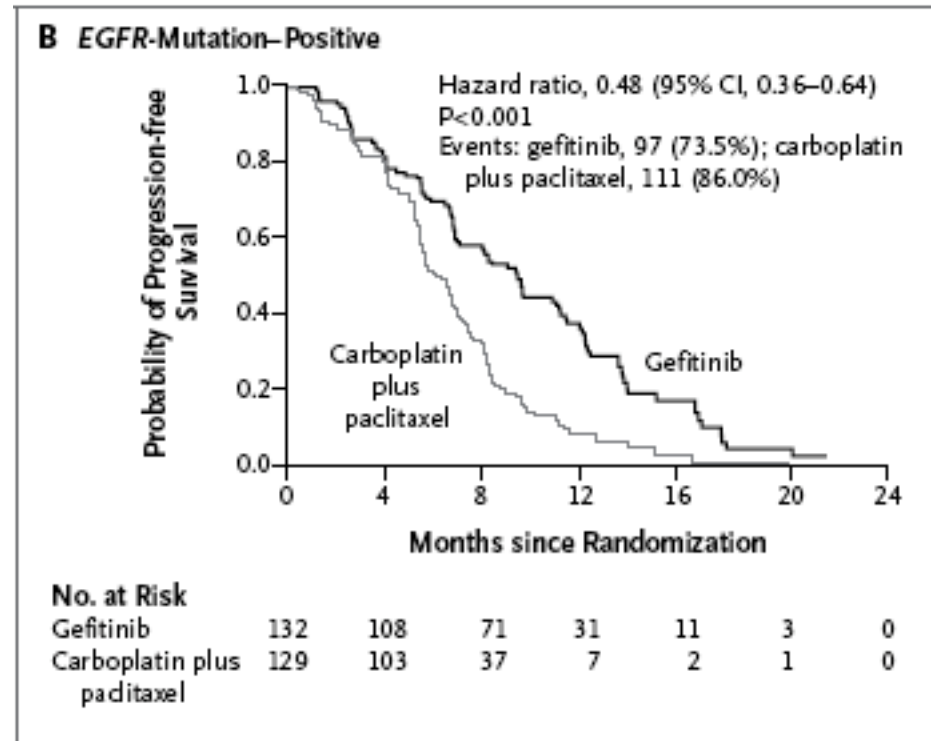 B EGFR-Mutation–Positive
Hazard ratio, 0.48 (95% CI, 0.36–0.64)
P<0.001
Events: gefitinib, 97 (73.5%); carboplatin
plus paclitaxel, 111 (86.0%)
Probability of Progression-free
Survival
1.0
0.8
0.6
0.4
0.2
0.0
Carboplatin
plus
paclitaxel
Gefitinib
0 4 8 12 16 20 24
Months since Randomization
No. at Risk
Gefitinib 132 108 71 31 11 3 0
Carboplatin plus 129 103 37 7 2 1 0
paclitaxel